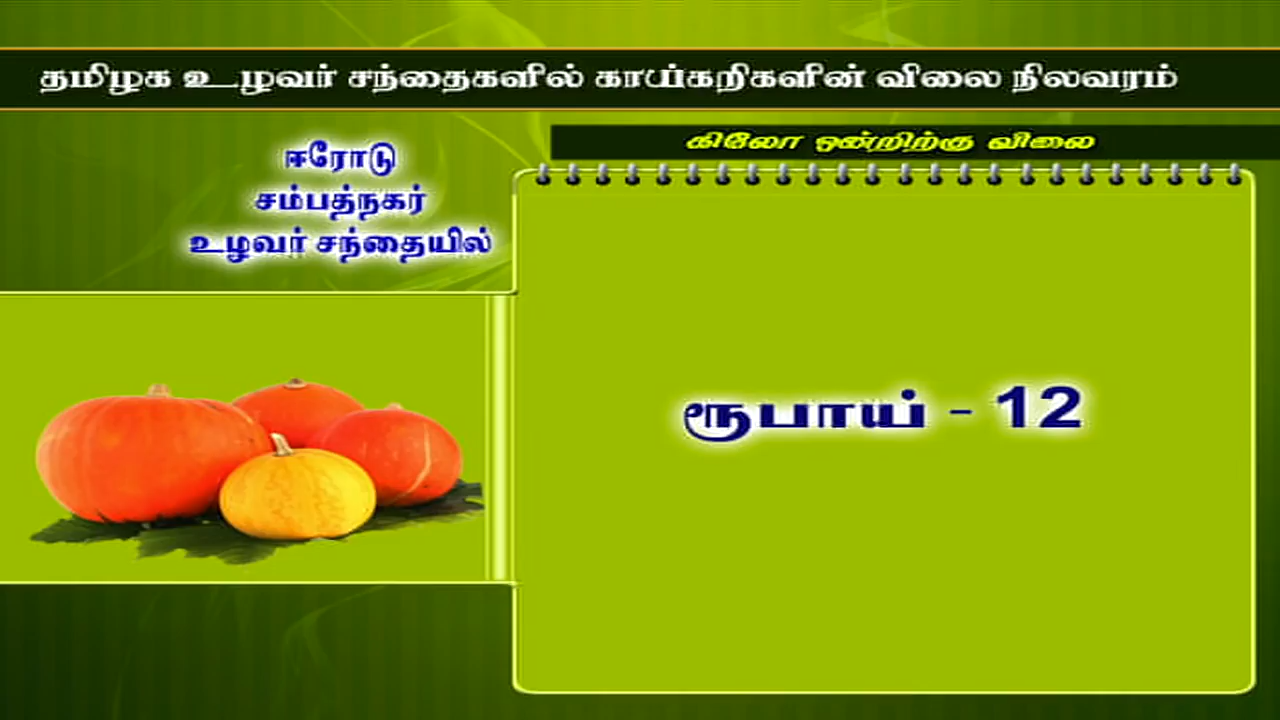 தமிழக உழவர் சந்தைகளில் காய்கறிகளின் விலை நிலவரம்
கிலோ ஒன்றிற்கு விலை
ஈரோடு
சம்பத்நகர்
உழவர் சந்தையில்
ரூபாய் - 12